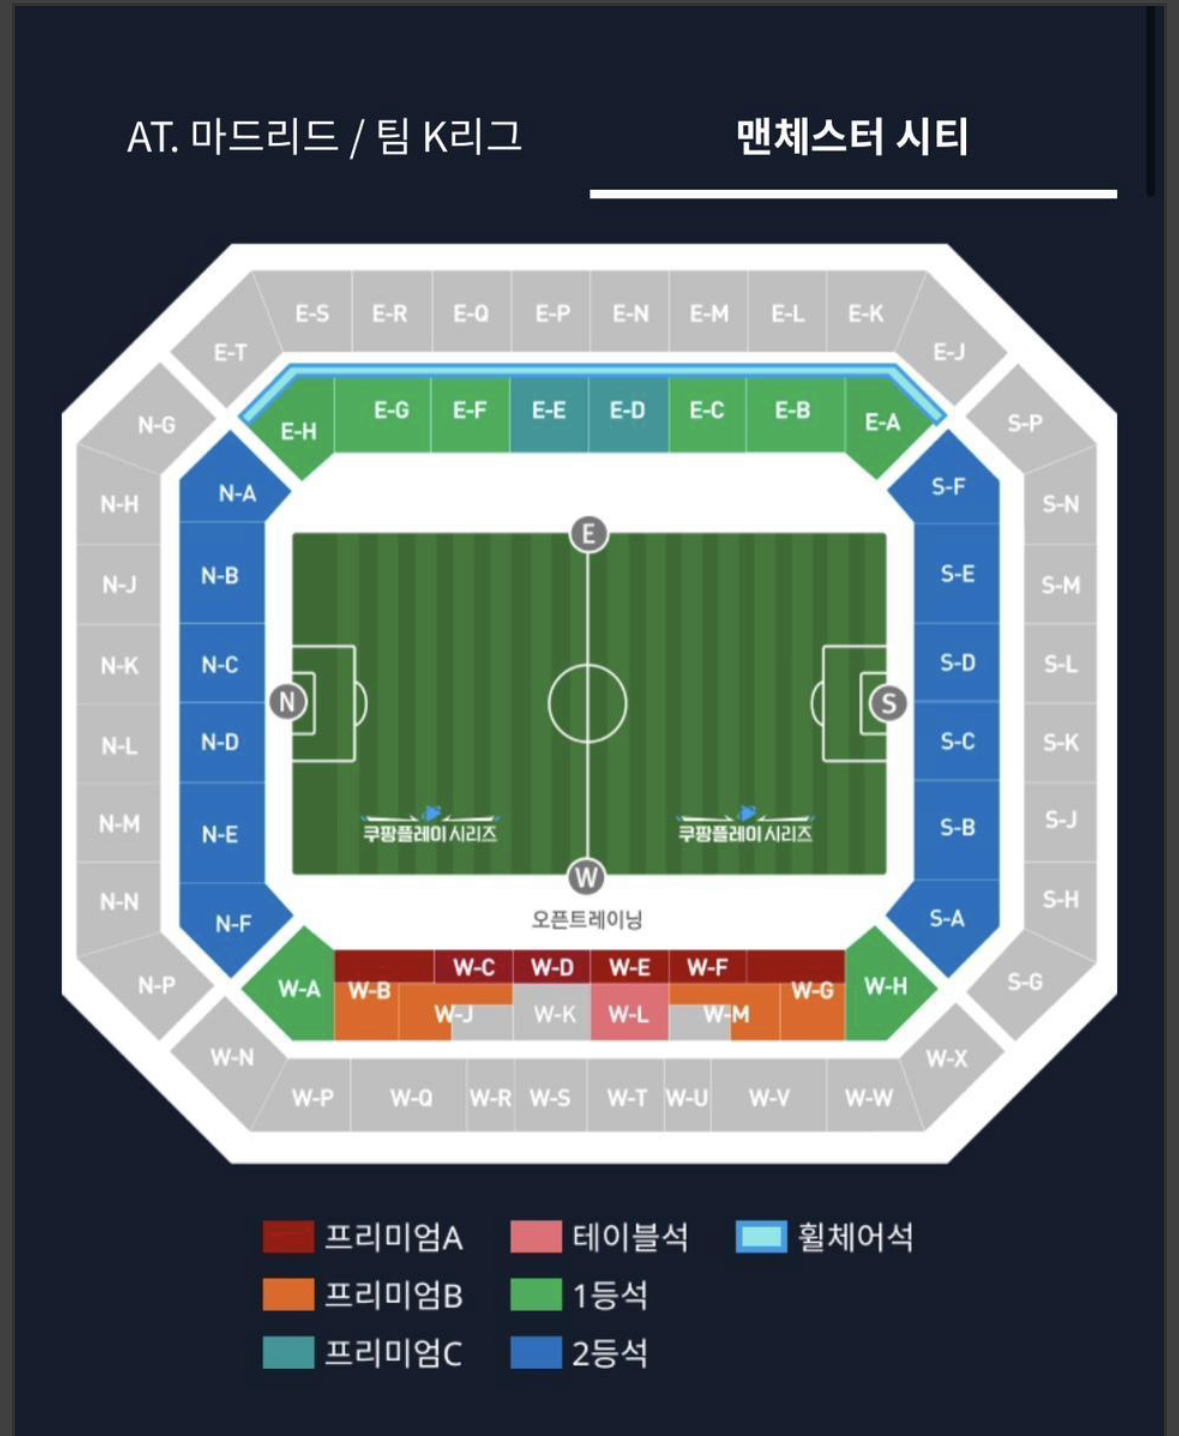 AT. 마드리드 / 팀 K리그
맨체스터 시티
E-S E-R E-Q E-P E-N E-M E-L E-K
E-T E-J
E-H E-G E-F E-E E-D E-C E-B E-A
N-G S-P
N-A S-F
N-H S-N
E
N-B S-E
N-J S-M
N-K N-C S-D S-L
N S
N-L N-D S-C S-K
N-M N-E S-B S-J
쿠팡플레이 시리즈 쿠팡플레이 시리즈
W
N-N S-H
N-F S-A
오픈트레이닝
W-C W-D W-E W-F
N-P W-A W-B W-G W-H S-G
W-J W-K W-L W-M
W-N W-X
W-P W-Q W-R W-S W-T W-U W-V W-W
프리미엄A 테이블석 휠체어석
프리미엄B 1등석
프리미엄C 2등석